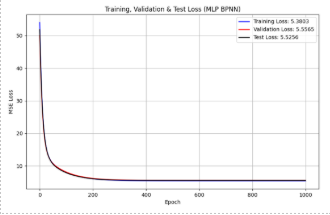 Training, Validation & Test Loss (MLP BPNN)
Training Loss: 5.3803
Validation Loss: 5.5565
Test Loss: 5.5256
50
40
30
20
10
MSE Loss
0
200
400
600
800
1000
Epoch